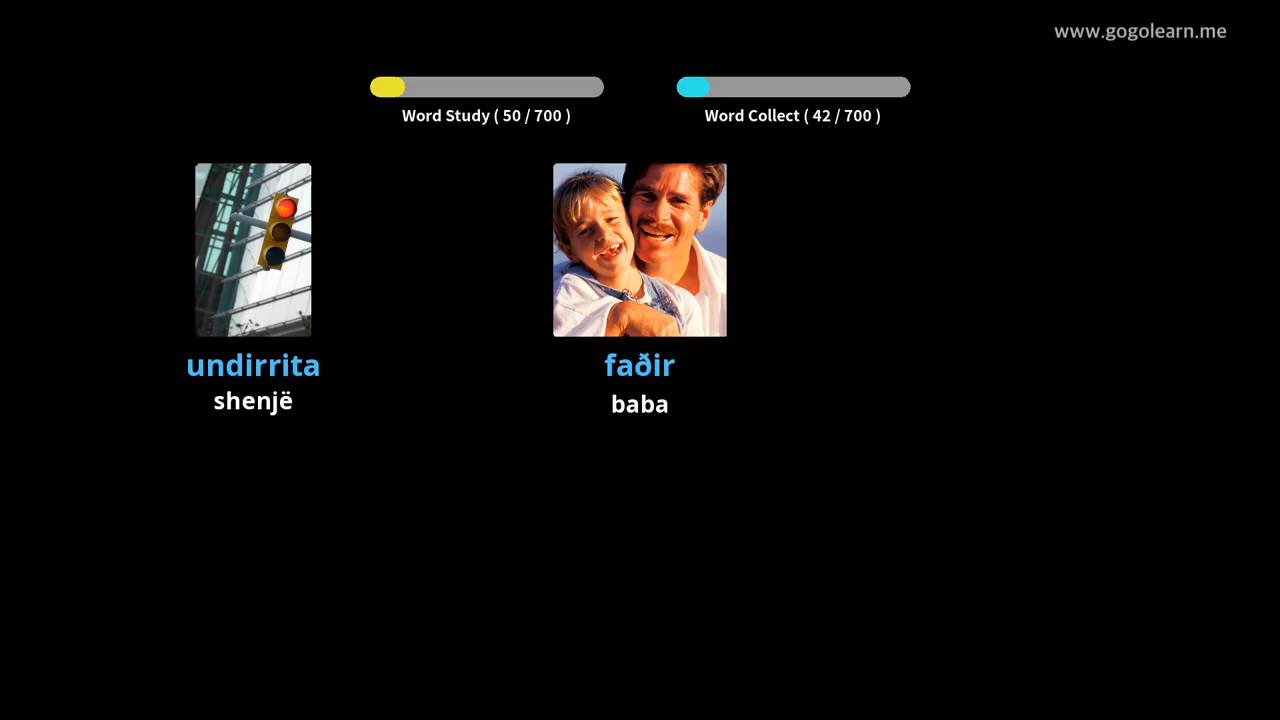 www.gogolearn.me
Word Study ( 50 / 700 )
Word Collect ( 42 / 700 )
undirrita
shenjë
faðir
baba